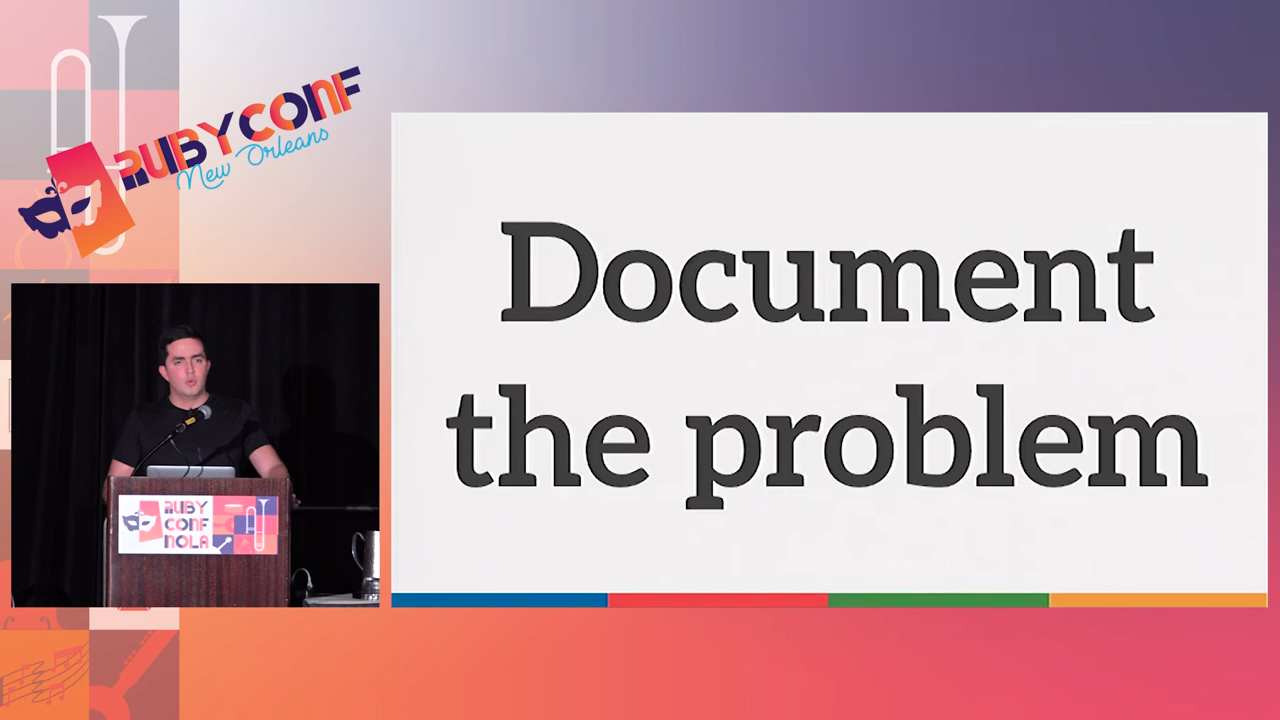 RUBYCONF
New Orleans
Document
the problem
RUBY
CONF
NOLA